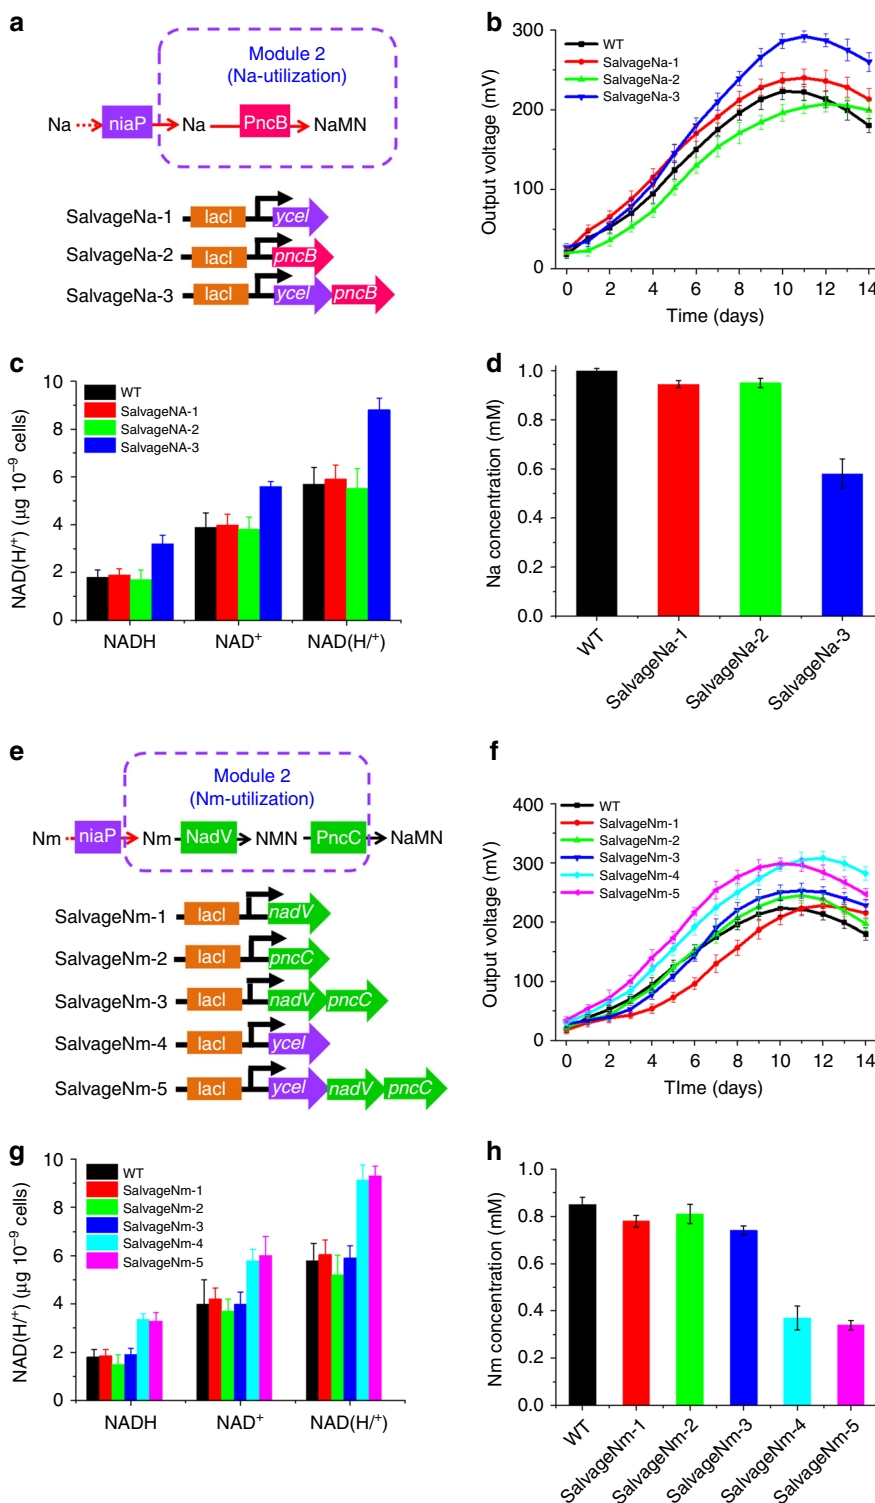 a
Module 2
(Na-utilization)
Na niaP Na PncB NaMN
SalvageNa-1 lacI yceI
SalvageNa-2 lacI pncB
SalvageNa-3 lacI yceI pncB
b
WT
SalvageNa-1
SalvageNa-2
SalvageNa-3
300
200
100
0
Output voltage (mV)
0 2 4 6 8 10 12 14
Time (days)
c
WT
SalvageNA-1
SalvageNA-2
SalvageNA-3
10
8
6
4
2
0
NAD(H/⁺) (µg 10⁻⁹ cells)
NADH NAD⁺ NAD(H/⁺)
d
1.0
0.8
0.6
0.4
0.2
0.0
Na concentration (mM)
WT SalvageNa-1 SalvageNa-2 SalvageNa-3
e
Module 2
(Nm-utilization)
Nm niaP Nm NadV NMN PncC NaMN
SalvageNm-1 lacI nadV
SalvageNm-2 lacI pncC
SalvageNm-3 lacI nadV pncC
SalvageNm-4 lacI yceI
SalvageNm-5 lacI yceI nadV pncC
f
WT
SalvageNm-1
SalvageNm-2
SalvageNm-3
SalvageNm-4
SalvageNm-5
400
300
200
100
0
Output voltage (mV)
0 2 4 6 8 10 12 14
TIme (days)
g
WT
SalvageNm-1
SalvageNm-2
SalvageNm-3
SalvageNm-4
SalvageNm-5
10
8
6
4
2
0
NAD(H/⁺) (µg 10⁻⁹ cells)
NADH NAD⁺ NAD(H/⁺)
h
1.0
0.8
0.6
0.4
0.2
0.0
Nm concentration (mM)
WT SalvageNm-1 SalvageNm-2 SalvageNm-3 SalvageNm-4 SalvageNm-5